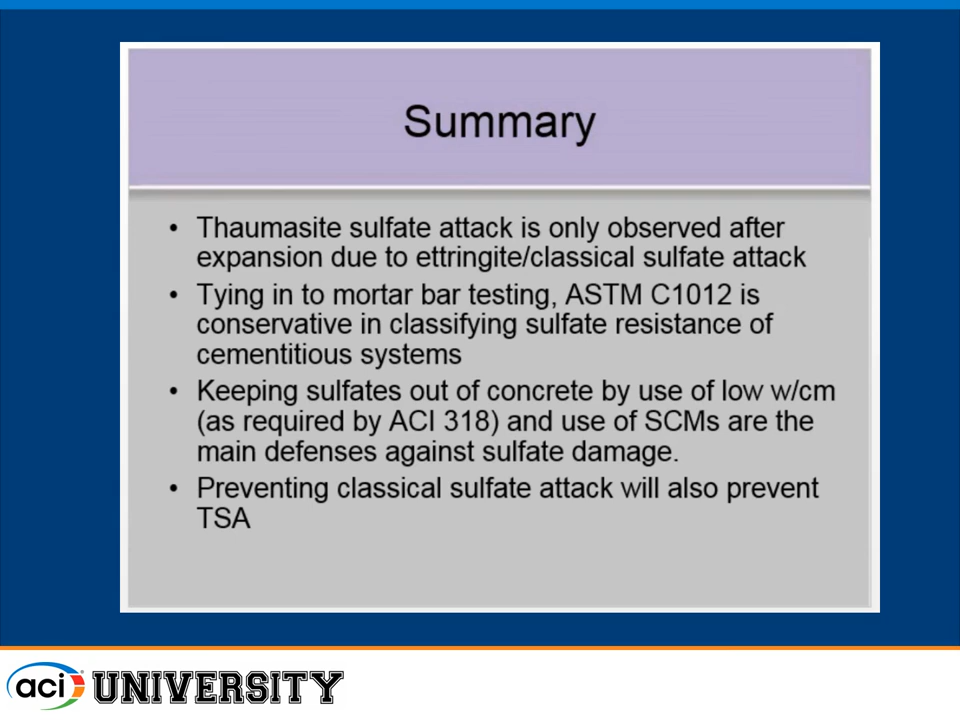 Summary
• Thaumasite sulfate attack is only observed after
expansion due to ettringite/classical sulfate attack
• Tying in to mortar bar testing, ASTM C1012 is
conservative in classifying sulfate resistance of
cementitious systems
• Keeping sulfates out of concrete by use of low w/cm
(as required by ACI 318) and use of SCMs are the
main defenses against sulfate damage.
• Preventing classical sulfate attack will also prevent
TSA
aci UNIVERSITY